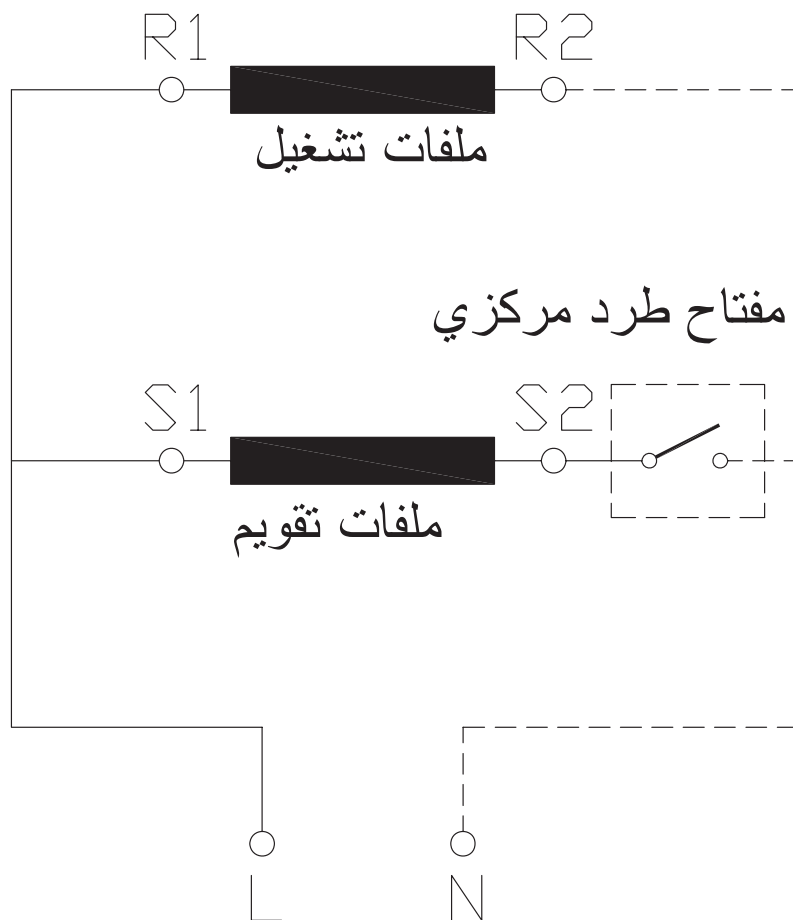 R1 R2
ملفات تشغيل
مفتاح طرد مركزي
S1 S2
ملفات تقويم
L N